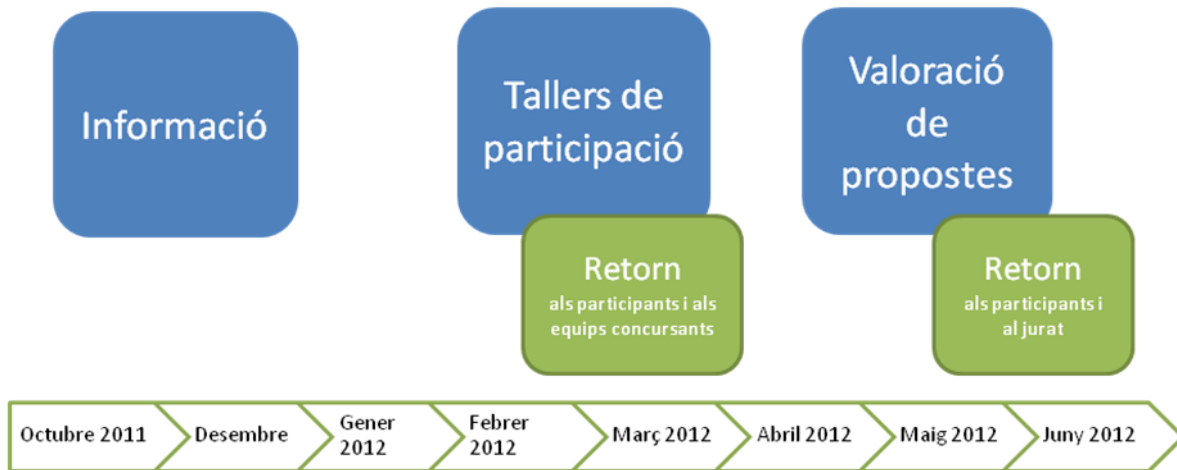 Informació
Tallers de
participació
Valoració
de
propostes
Retorn
als participants i als
equips concursants
Retorn
als participants i
al jurat
Octubre 2011
Desembre
Gener
2012
Febrer
2012
Març 2012
Abril 2012
Maig 2012
Juny 2012